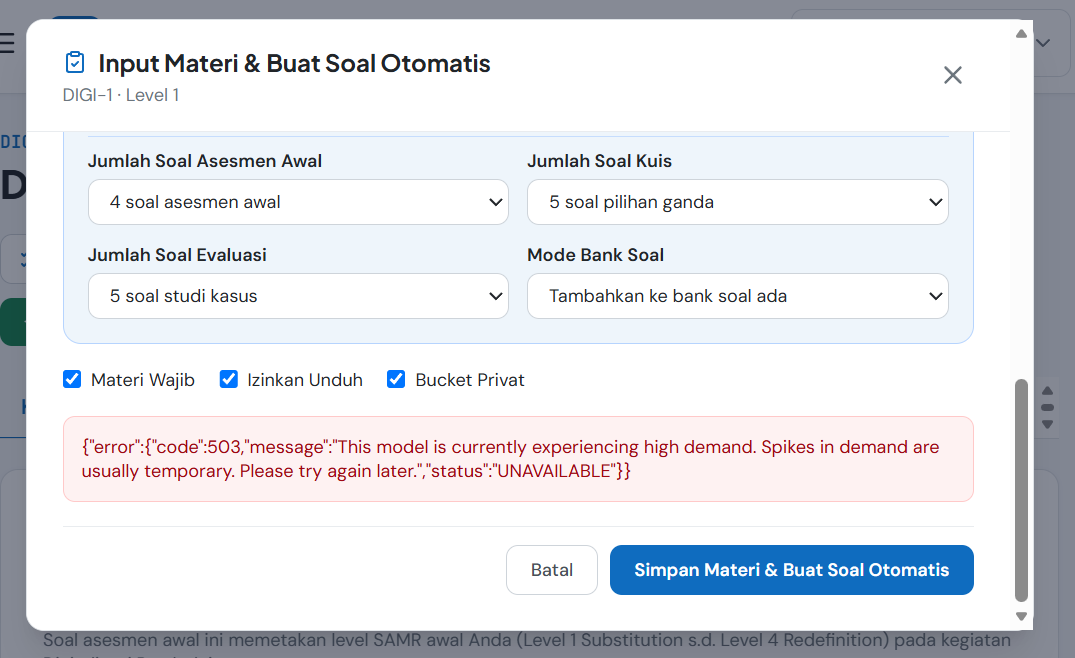 Input Materi & Buat Soal Otomatis
DIGI-1 · Level 1
Jumlah Soal Asesmen Awal
Jumlah Soal Kuis
4 soal asesmen awal
5 soal pilihan ganda
Jumlah Soal Evaluasi
Mode Bank Soal
5 soal studi kasus
Tambahkan ke bank soal ada
Materi Wajib
Izinkan Unduh
Bucket Privat
{"error":{"code":503,"message":"This model is currently experiencing high demand. Spikes in demand are
usually temporary. Please try again later.","status":"UNAVAILABLE"}}
Batal
Simpan Materi & Buat Soal Otomatis
Soal asesmen awal ini memetakan level SAMR awal Anda (Level 1 Substitution s.d. Level 4 Redefinition) pada kegiatan